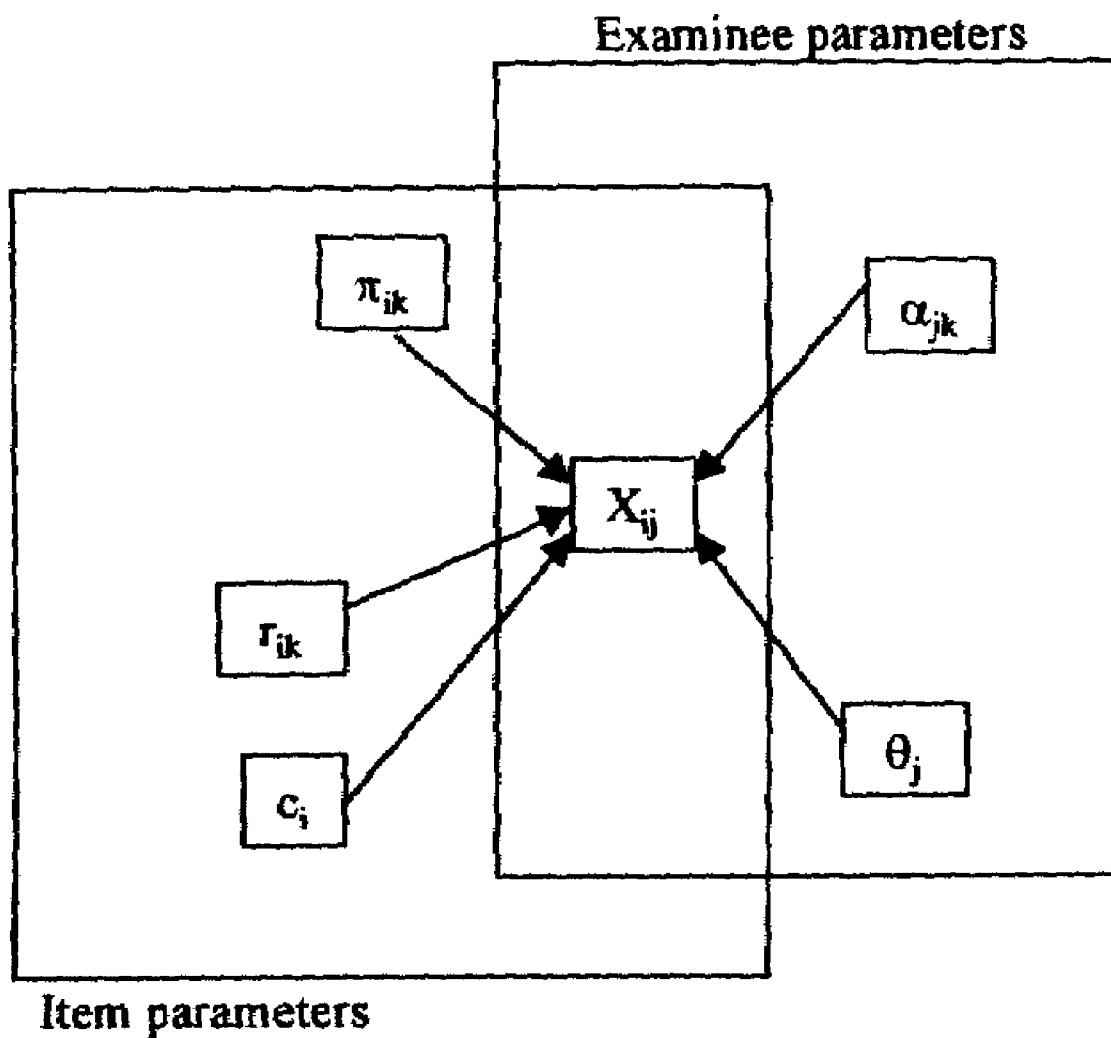 Examinee parameters
π_ik
α_jk
X_ij
r_ik
c_i
θ_j
Item parameters